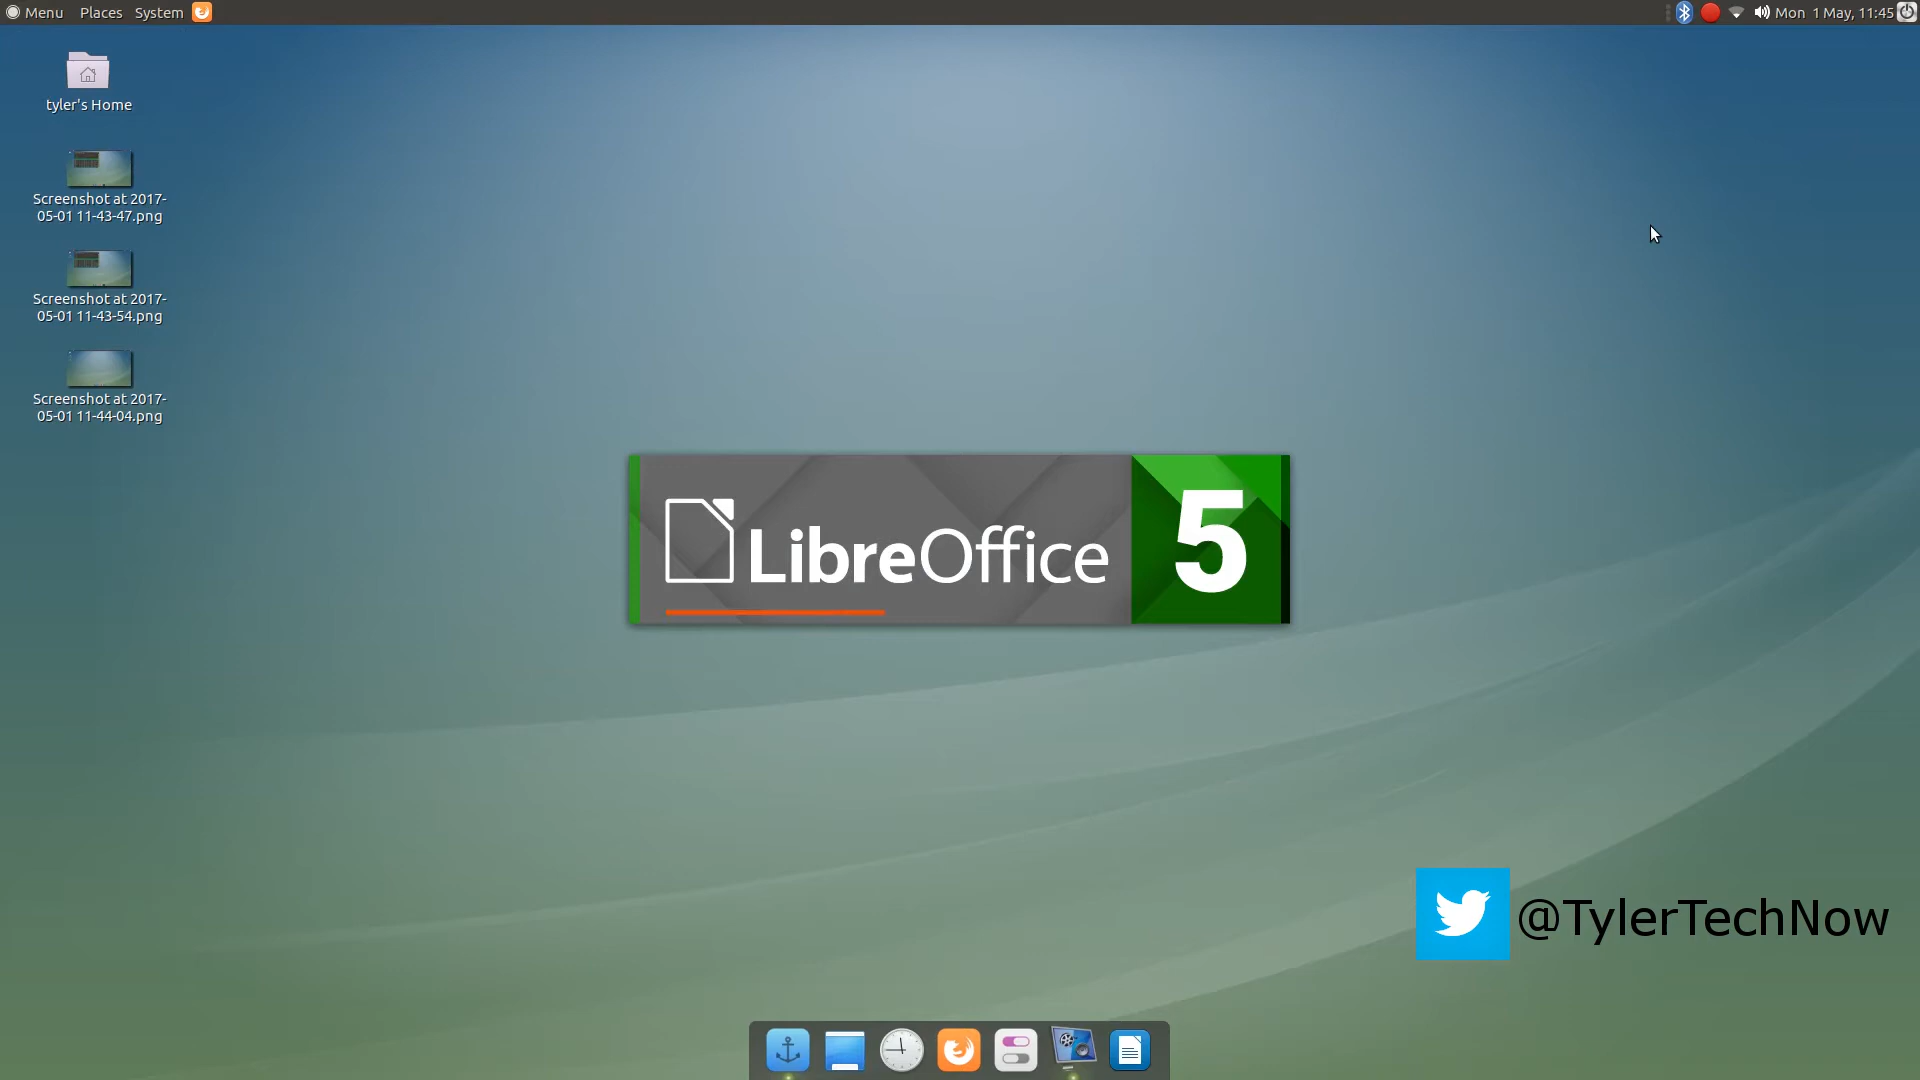 Menu Places System
Mon 1 May, 11:45
tyler's Home
Screenshot at 2017-
05-01 11-43-47.png
Screenshot at 2017-
05-01 11-43-54.png
Screenshot at 2017-
05-01 11-44-04.png
LibreOffice 5
@TylerTechNow